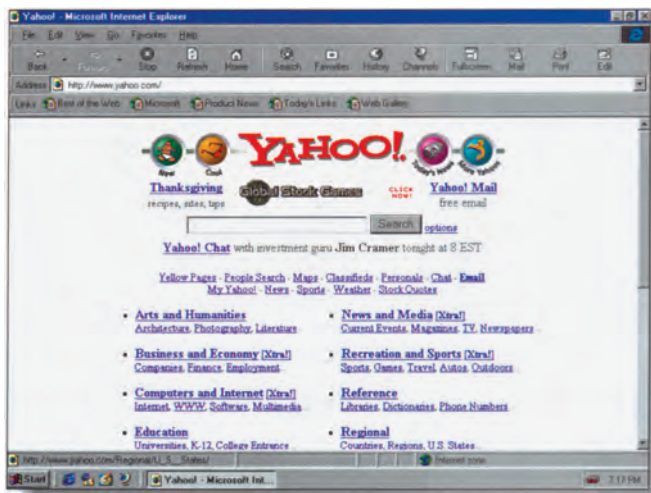 Yahoo! - Microsoft Internet Explorer
File Edit View Go Favorites Help
Back Forward Stop Refresh Home Search Favorites History Channels Fullscreen Mail Print Edit
Address http://www.yahoo.com/
Links Best of the Web Microsoft Product News Today's Links Web Gallery
New Cool YAHOO! Today's News More Yahoos
Thanksgiving Global Stock Games CLICK NOW! Yahoo! Mail
recipes, sites, tips free email
Search options
Yahoo! Chat with investment guru Jim Cramer tonight at 8 EST
Yellow Pages - People Search - Maps - Classifieds - Personals - Chat - Email
My Yahoo! - News - Sports - Weather - Stock Quotes
Arts and Humanities
Architecture, Photography, Literature...
News and Media [Xtra!]
Current Events, Magazines, TV, Newspapers...
Business and Economy [Xtra!]
Companies, Finance, Employment...
Recreation and Sports [Xtra!]
Sports, Games, Travel, Autos, Outdoors...
Computers and Internet [Xtra!]
Internet, WWW, Software, Multimedia...
Reference
Libraries, Dictionaries, Phone Numbers...
Education
Universities, K-12, College Entrance...
Regional
Countries, Regions, U.S. States...
http://www.yahoo.com/Regional/U_S__States/ Internet zone
Start Yahoo! - Microsoft Int... 7:17 PM